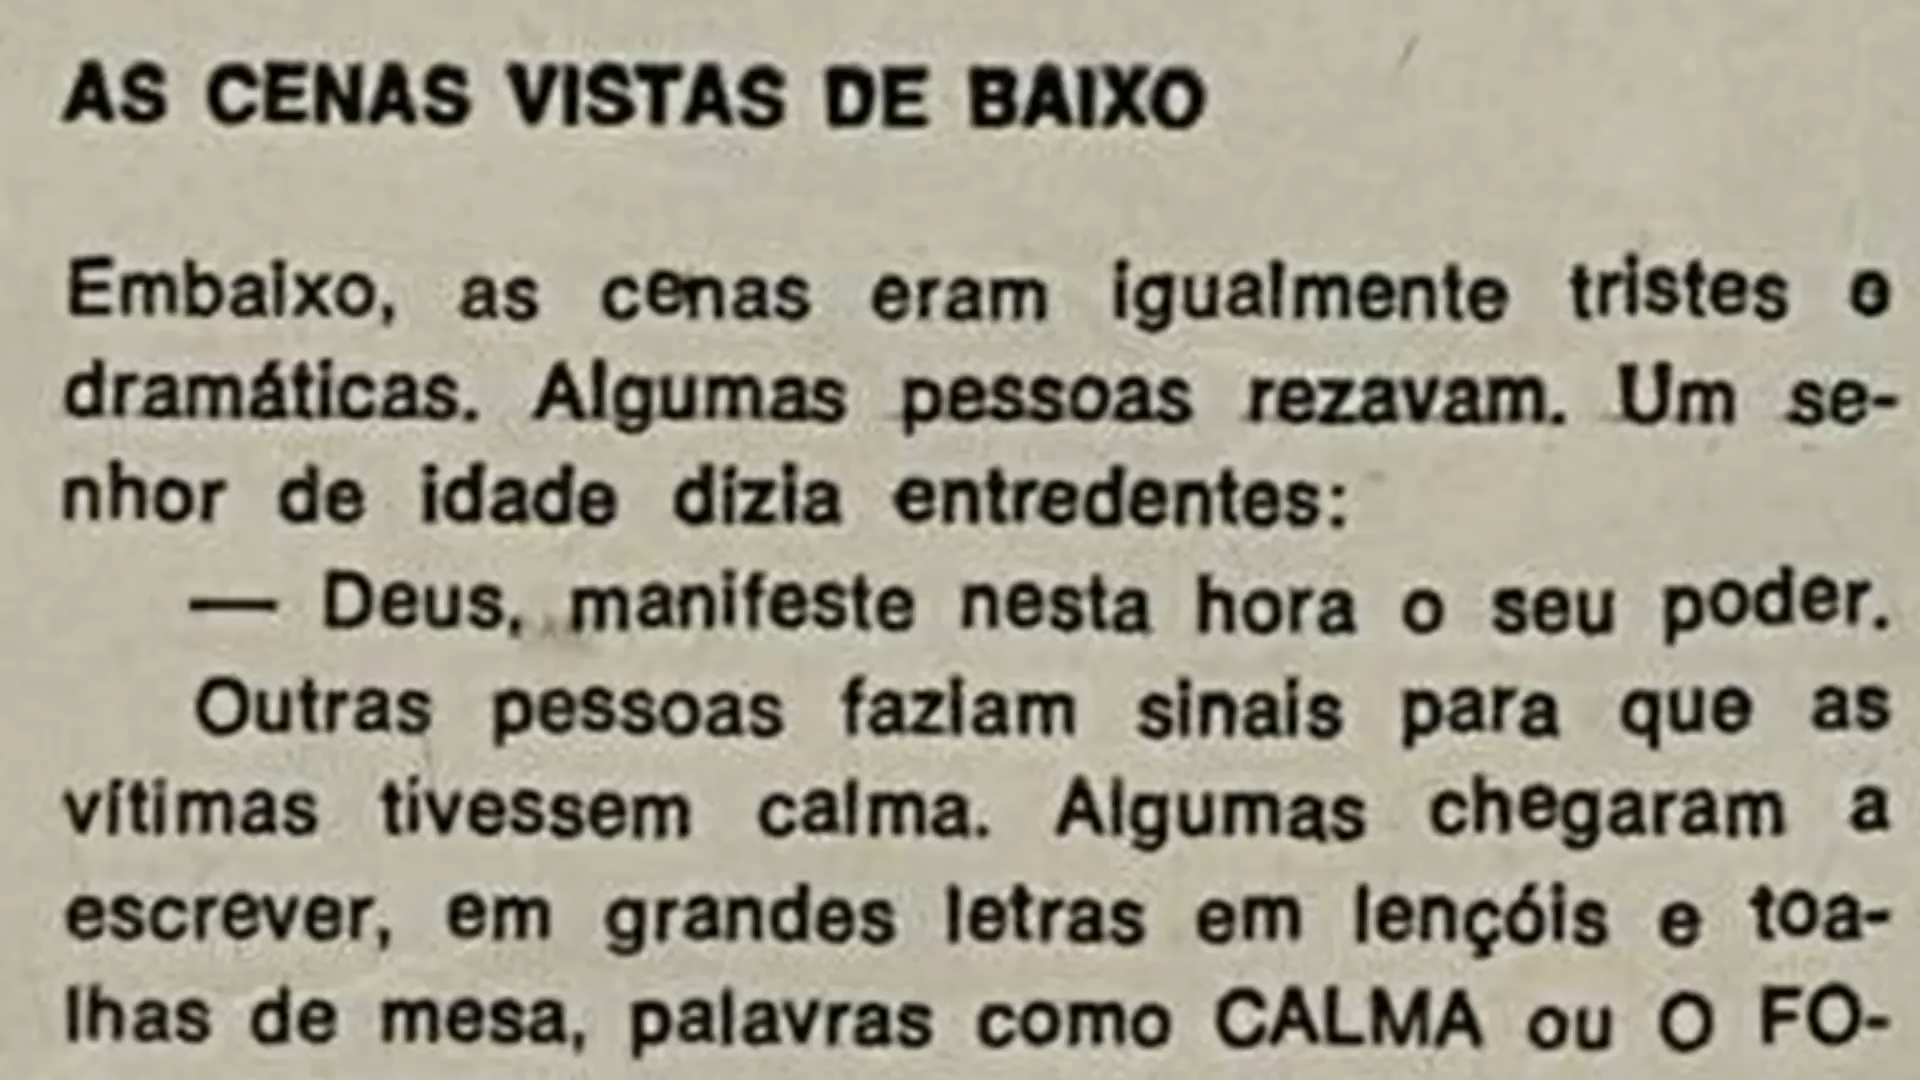 AS CENAS VISTAS DE BAIXO
Embaixo, as cenas eram igualmente tristes e
dramáticas. Algumas pessoas rezavam. Um se-
nhor de idade dizia entredentes:
— Deus, manifeste nesta hora o seu poder.
Outras pessoas faziam sinais para que as
vítimas tivessem calma. Algumas chegaram a
escrever, em grandes letras em lençóis e toa-
lhas de mesa, palavras como CALMA ou O FO-